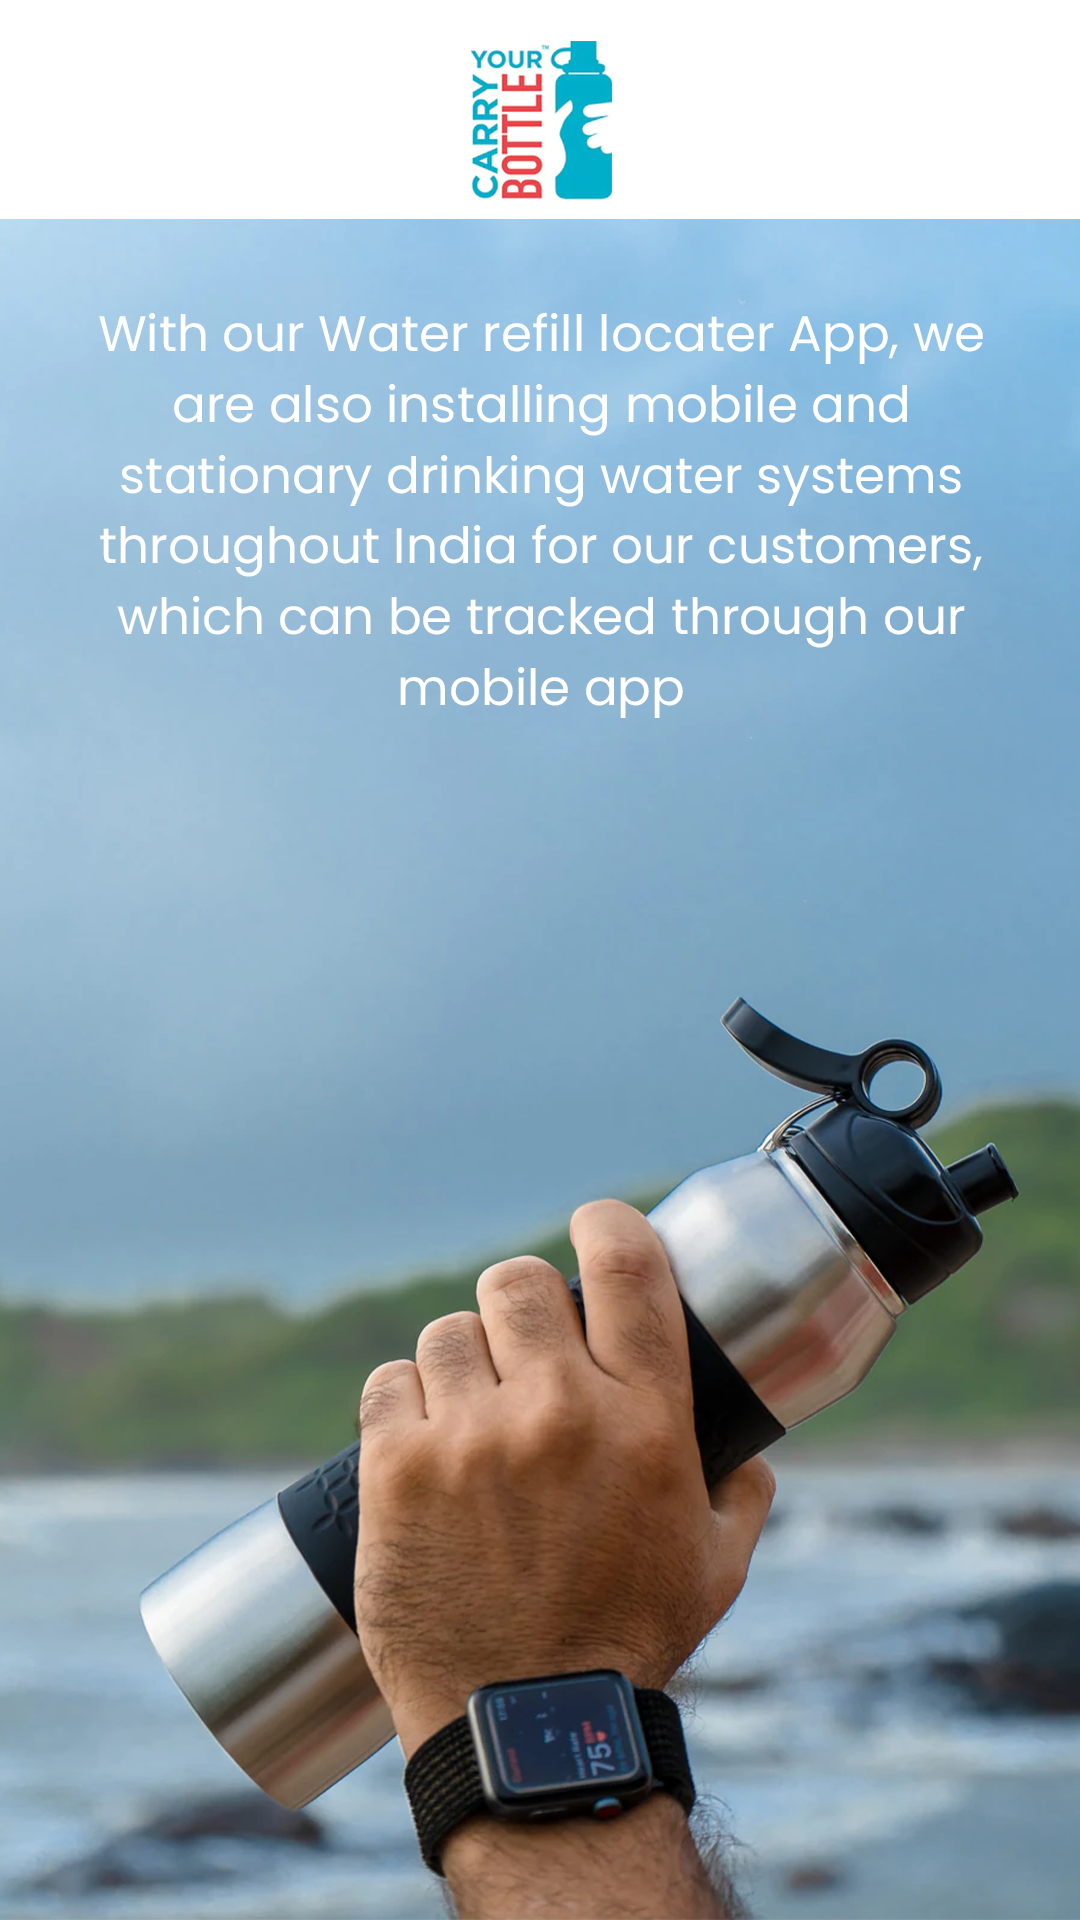 YOUR™
CARRY
BOTTLE
With our Water refill locater App, we
are also installing mobile and
stationary drinking water systems
throughout India for our customers,
which can be tracked through our
mobile app
75